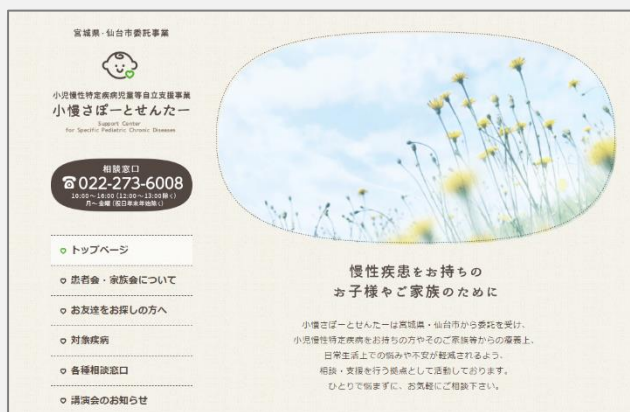 宮城県・仙台市委託事業
小児慢性特定疾病児童等自立支援事業
小慢さぽーとせんたー
Support Center
for Specific Pediatric Chronic Diseases
相談窓口
☎022-273-6008
10:00～16:00(12:00～13:00除く)
月～金曜(祝日年末年始除く)
トップページ
患者会・家族会について
お友達をお探しの方へ
対象疾病
各種相談窓口
講演会のお知らせ
慢性疾患をお持ちの
お子様やご家族のために
小慢さぽーとせんたーは宮城県・仙台市から委託を受け、
小児慢性特定疾病をお持ちの方やそのご家族等からの療養上、
日常生活上での悩みや不安が軽減されるよう、
相談・支援を行う拠点として活動しております。
ひとりで悩まずに、お気軽にご相談下さい。